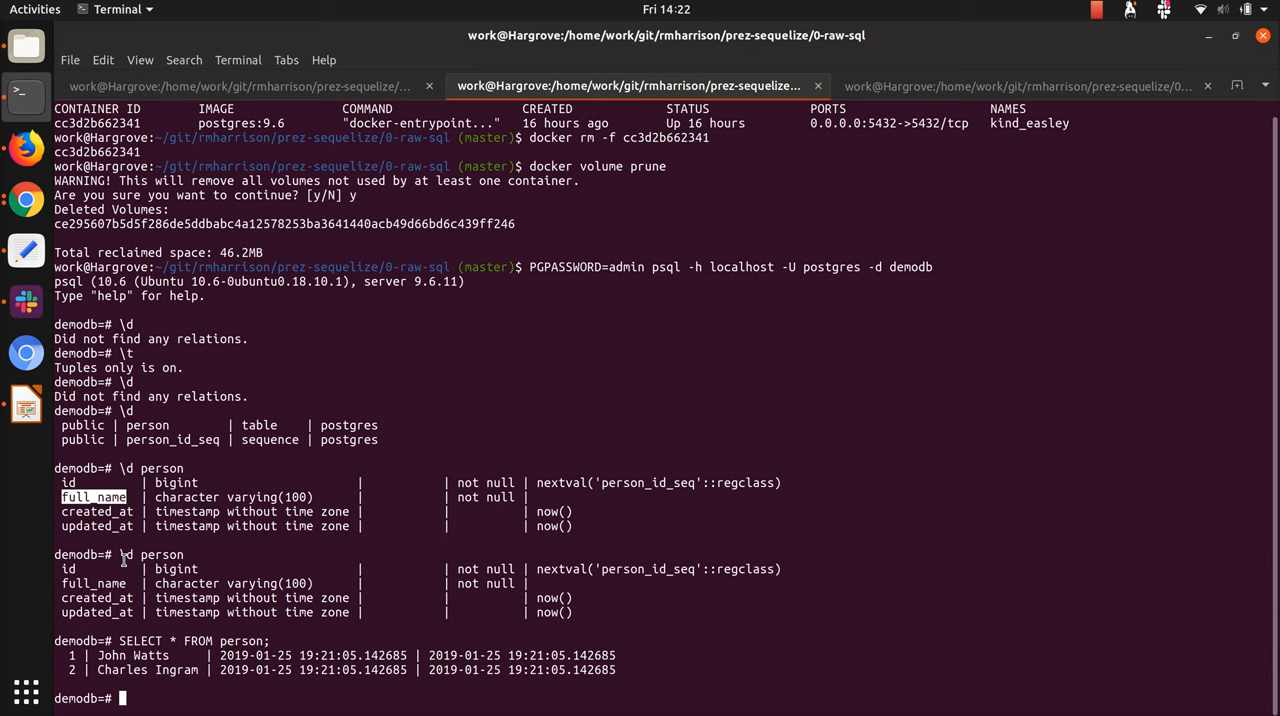 Activities Terminal Fri 14:22
work@Hargrove:/home/work/git/rmharrison/prez-sequelize/0-raw-sql
File Edit View Search Terminal Tabs Help
work@Hargrove:/home/work/git/rmharrison/prez-sequelize/... work@Hargrove:/home/work/git/rmharrison/prez-sequelize... work@Hargrove:/home/work/git/rmharrison/prez-sequelize/0...
CONTAINER ID IMAGE COMMAND CREATED STATUS PORTS NAMES
cc3d2b662341 postgres:9.6 "docker-entrypoint..." 16 hours ago Up 16 hours 0.0.0.0:5432->5432/tcp kind_easley
work@Hargrove:~/git/rmharrison/prez-sequelize/0-raw-sql (master)$ docker rm -f cc3d2b662341
cc3d2b662341
work@Hargrove:~/git/rmharrison/prez-sequelize/0-raw-sql (master)$ docker volume prune
WARNING! This will remove all volumes not used by at least one container.
Are you sure you want to continue? [y/N] y
Deleted Volumes:
ce295607b5d5f286de5ddbabc4a12578253ba3641440acb49d66bd6c439ff246
Total reclaimed space: 46.2MB
work@Hargrove:~/git/rmharrison/prez-sequelize/0-raw-sql (master)$ PGPASSWORD=admin psql -h localhost -U postgres -d demodb
psql (10.6 (Ubuntu 10.6-0ubuntu0.18.10.1), server 9.6.11)
Type "help" for help.
demodb=# \d
Did not find any relations.
demodb=# \t
Tuples only is on.
demodb=# \d
Did not find any relations.
demodb=# \d
public | person | table | postgres
public | person_id_seq | sequence | postgres
demodb=# \d person
id | bigint | | not null | nextval('person_id_seq'::regclass)
full_name | character varying(100) | | not null |
created_at | timestamp without time zone | | | now()
updated_at | timestamp without time zone | | | now()
demodb=# \d person
id | bigint | | not null | nextval('person_id_seq'::regclass)
full_name | character varying(100) | | not null |
created_at | timestamp without time zone | | | now()
updated_at | timestamp without time zone | | | now()
demodb=# SELECT * FROM person;
1 | John Watts | 2019-01-25 19:21:05.142685 | 2019-01-25 19:21:05.142685
2 | Charles Ingram | 2019-01-25 19:21:05.142685 | 2019-01-25 19:21:05.142685
demodb=#